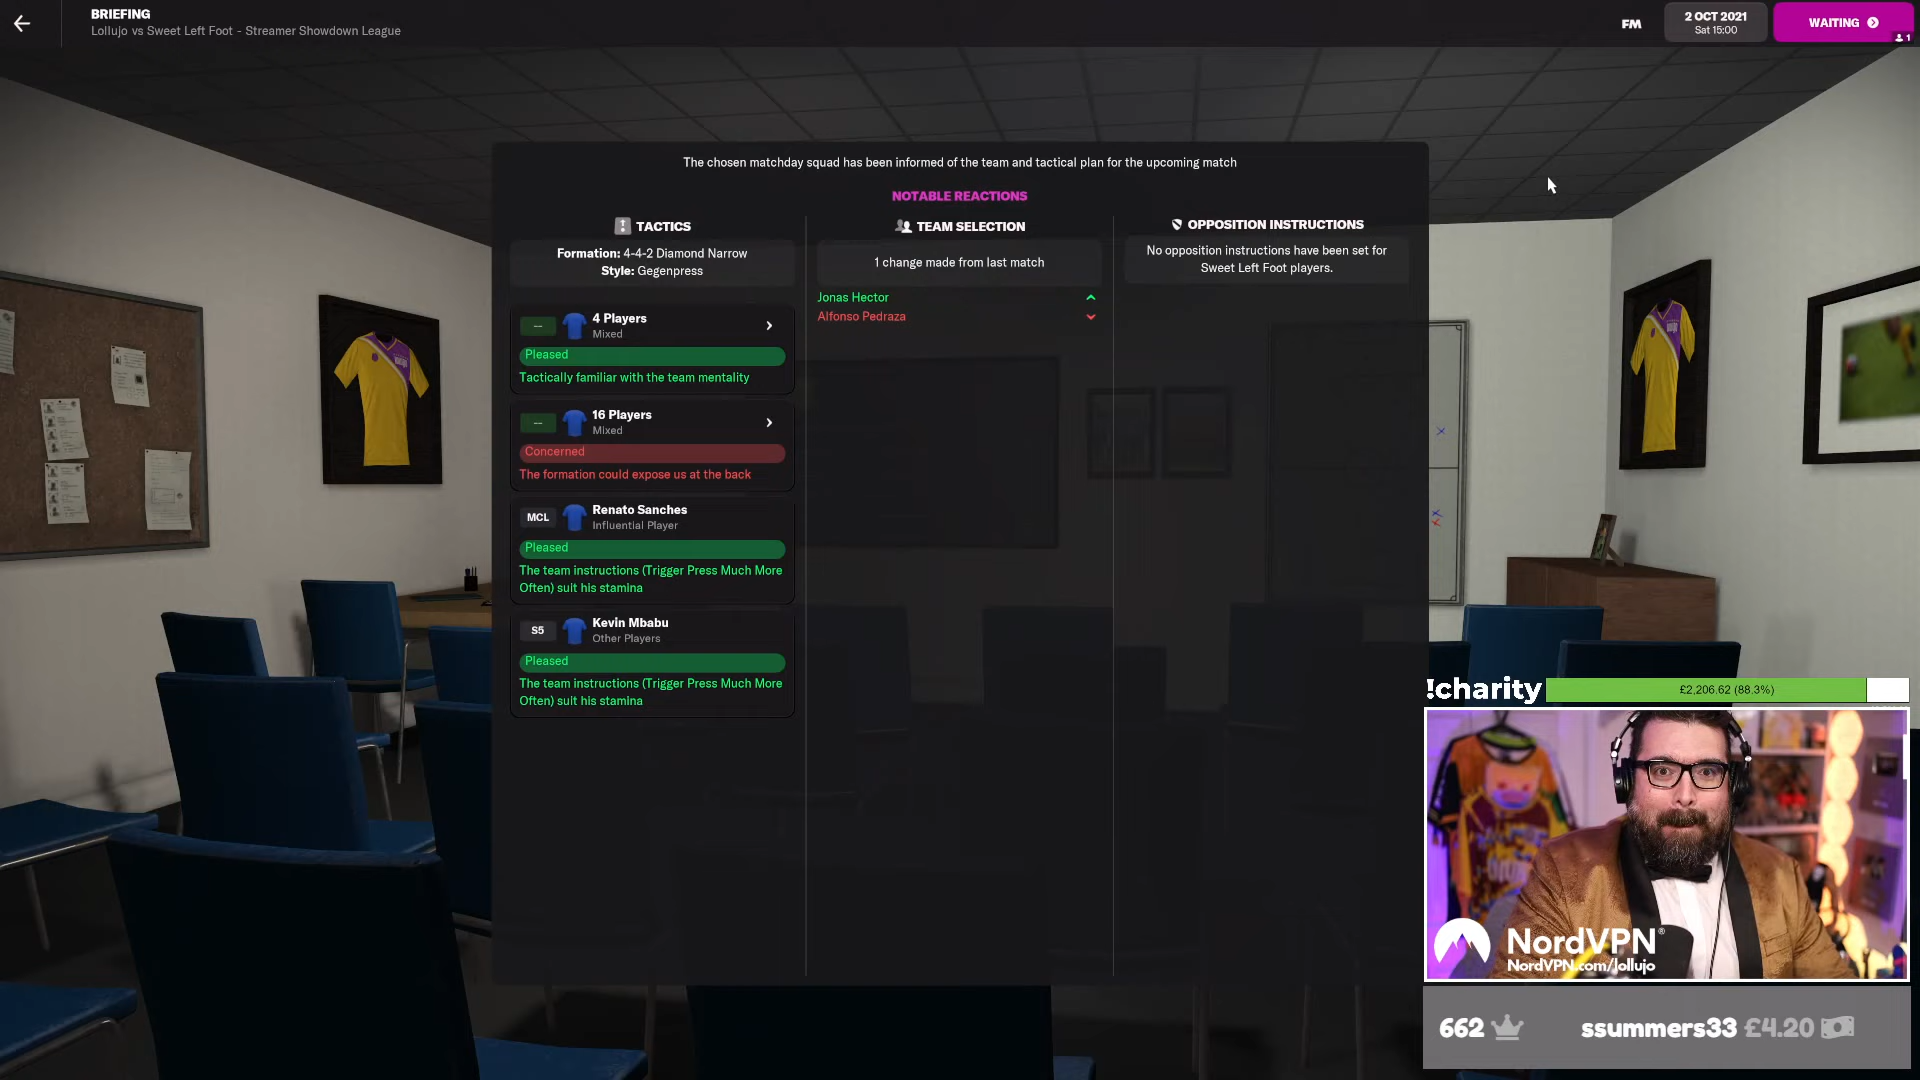 BRIEFING
Lollujo vs Sweet Left Foot - Streamer Showdown League
FM
2 OCT 2021
Sat 15:00
WAITING
1
The chosen matchday squad has been informed of the team and tactical plan for the upcoming match
NOTABLE REACTIONS
TACTICS
Formation: 4-4-2 Diamond Narrow
Style: Gegenpress
-- 4 Players
Mixed
Pleased
Tactically familiar with the team mentality
-- 16 Players
Mixed
Concerned
The formation could expose us at the back
MCL Renato Sanches
Influential Player
Pleased
The team instructions (Trigger Press Much More
Often) suit his stamina
S5 Kevin Mbabu
Other Players
Pleased
The team instructions (Trigger Press Much More
Often) suit his stamina
TEAM SELECTION
1 change made from last match
Jonas Hector
Alfonso Pedraza
OPPOSITION INSTRUCTIONS
No opposition instructions have been set for
Sweet Left Foot players.
!charity £2,206.62 (88.3%)
NordVPN®
NordVPN.com/lollujo
662 ssummers33 £4.20